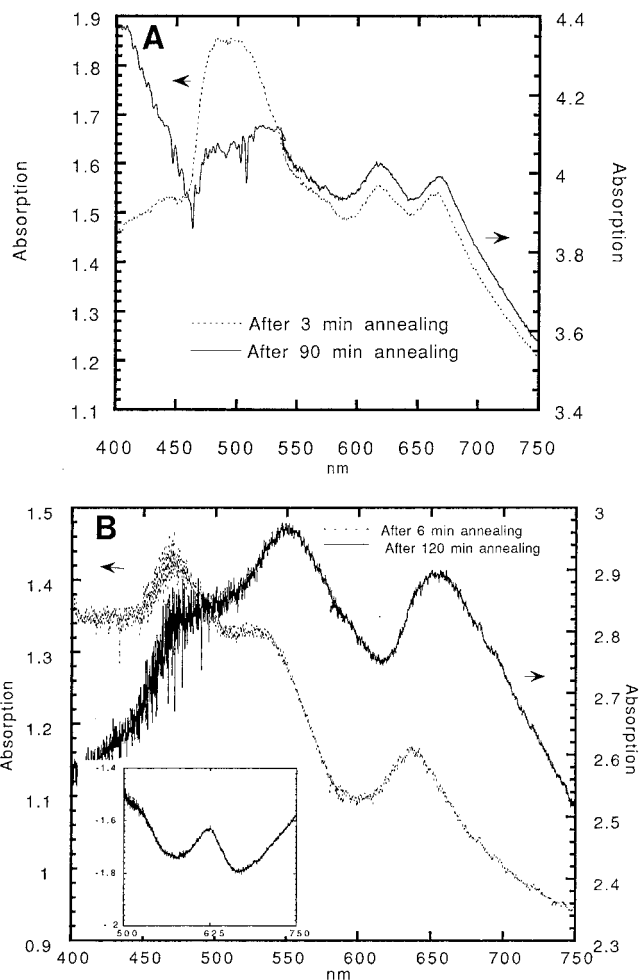 A
1.9
1.8
1.7
1.6
1.5
1.4
1.3
1.2
1.1
Absorption
4.4
4.2
4
3.8
3.6
3.4
Absorption
After 3 min annealing
After 90 min annealing
400 450 500 550 600 650 700 750
nm
B
1.5
1.4
1.3
1.2
1.1
1
0.9
Absorption
3
2.9
2.8
2.7
2.6
2.5
2.4
2.3
Absorption
After 6 min annealing
After 120 min annealing
-1.4
-1.6
-1.8
-2
500 625 750
400 450 500 550 600 650 700 750
nm